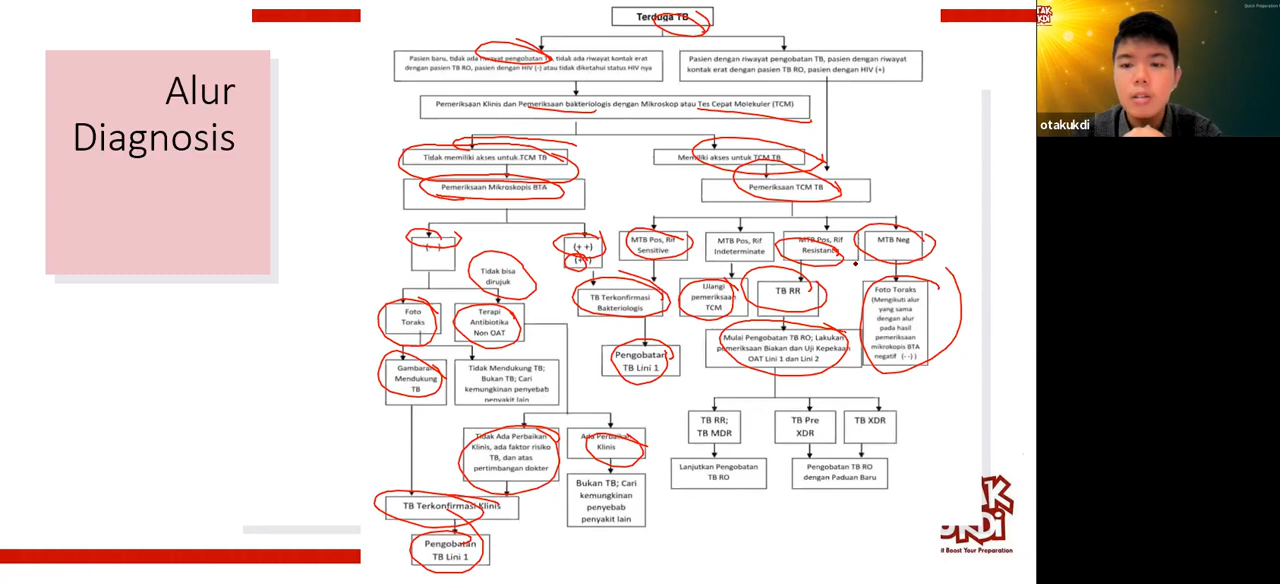 Alur
Diagnosis
Terduga TB
Pasien baru, tidak ada riwayat pengobatan TB, tidak ada riwayat kontak erat
dengan pasien TB RO, pasien dengan HIV (-) atau tidak diketahui status HIV nya
Pasien dengan riwayat pengobatan TB, pasien dengan riwayat
kontak erat dengan pasien TB RO, pasien dengan HIV (+)
Pemeriksaan Klinis dan Pemeriksaan bakteriologis dengan Mikroskop atau Tes Cepat Molekuler (TCM)
Tidak memiliki akses untuk TCM TB
Memiliki akses untuk TCM TB
Pemeriksaan Mikroskopis BTA
Pemeriksaan TCM TB
(- -)
(+ +)
MTB Pos, Rif
Sensitive
MTB Pos, Rif
Indeterminate
MTB Pos, Rif
Resistance
MTB Neg
Tidak bisa
dirujuk
Foto
Toraks
Terapi
Antibiotika
Non OAT
TB Terkonfirmasi
Bakteriologis
Ulangi
pemeriksaan
TCM
TB RR
Foto Toraks
(Mengikuti alur
yang sama
dengan alur
pada hasil
pemeriksaan
mikrokopis BTA
negatif (- -) )
Pengobatan
TB Lini 1
Mulai Pengobatan TB RO; Lakukan
pemeriksaan Biakan dan Uji Kepekaan
OAT Lini 1 dan Lini 2
Gambaran
Mendukung
TB
Tidak Mendukung TB;
Bukan TB; Cari
kemungkinan penyebab
penyakit lain
Tidak Ada Perbaikan
Klinis, ada faktor risiko
TB, dan atas
pertimbangan dokter
Ada Perbaikan
Klinis
TB RR;
TB MDR
TB Pre
XDR
TB XDR
Lanjutkan Pengobatan
TB RO
Pengobatan TB RO
dengan Paduan Baru
Bukan TB; Cari
kemungkinan
penyebab
penyakit lain
TB Terkonfirmasi Klinis
Pengobatan
TB Lini 1
otakukdi
it Boost Your Preparation